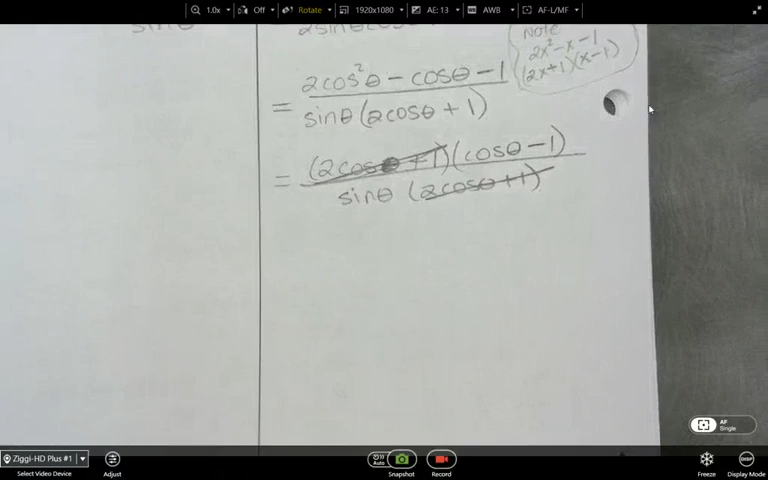 1.0x Off Rotate 1920x1080 AE: 13 AWB AF-L/MF
Note
2x² - x - 1
(2x+1)(x-1)
2cos²θ - cosθ - 1
= sinθ (2cosθ + 1)
(2cosθ + 1)(cosθ - 1)
= sinθ (2cosθ+1)
AF
Single
Ziggi-HD Plus #1
Auto
Select Video Device Adjust Snapshot Record Freeze Display Mode
DISP